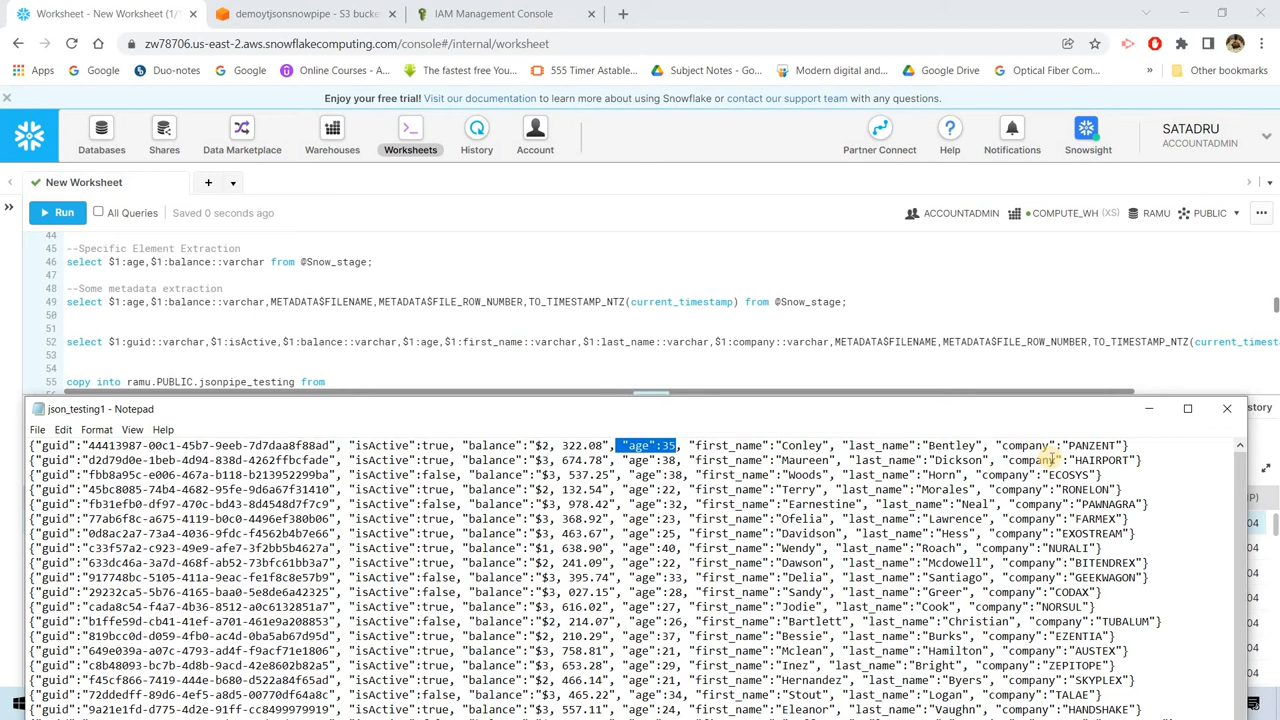 Worksheet - New Worksheet (1/
demoytjsonsnowpipe - S3 bucke
IAM Management Console
zw78706.us-east-2.aws.snowflakecomputing.com/console#/internal/worksheet
Apps
Google
Duo-notes
Google
Online Courses - A...
The fastest free You...
555 Timer Astable...
Subject Notes - Goo...
Modern digital and...
Google Drive
Optical Fiber Com...
»
Other bookmarks
Enjoy your free trial! Visit our documentation to learn more about using Snowflake or contact our support team with any questions.
Databases
Shares
Data Marketplace
Warehouses
Worksheets
History
Account
Partner Connect
Help
Notifications
Snowsight
SATADRU
ACCOUNTADMIN
New Worksheet
Run
All Queries
Saved 0 seconds ago
ACCOUNTADMIN
COMPUTE_WH (XS)
RAMU
PUBLIC
44
45 --Specific Element Extraction
46 select $1:age,$1:balance::varchar from @Snow_stage;
47
48 --Some metadata extraction
49 select $1:age,$1:balance::varchar,METADATA$FILENAME,METADATA$FILE_ROW_NUMBER,TO_TIMESTAMP_NTZ(current_timestamp) from @Snow_stage;
50
51
52 select $1:guid::varchar,$1:isActive,$1:balance::varchar,$1:age,$1:first_name::varchar,$1:last_name::varchar,$1:company::varchar,METADATA$FILENAME,METADATA$FILE_ROW_NUMBER,TO_TIMESTAMP_NTZ(current_timest
53
54
55 copy into ramu.PUBLIC.jsonpipe_testing from
json_testing1 - Notepad
File Edit Format View Help
{"guid":"44413987-00c1-45b7-9eeb-7d7daa8f88ad", "isActive":true, "balance":"$2, 322.08", "age":35, "first_name":"Conley", "last_name":"Bentley", "company":"PANZENT"}
{"guid":"d2d79d0e-1beb-4d94-838d-4262ffbcfade", "isActive":true, "balance":"$3, 674.78", "age":38, "first_name":"Maureen", "last_name":"Dickson", "company":"HAIRPORT"}
{"guid":"fbb8a95c-e9a6-49ee-b118-b213952299ba", "isActive":false, "balance":"$3, 537.25", "age":38, "first_name":"Woods", "last_name":"Horn", "company":"ECOSYS"}
{"guid":"45bc8085-74b4-4682-95fe-9d6a6f7f31410", "isActive":true, "balance":"$2, 132.54", "age":22, "first_name":"Terry", "last_name":"Morales", "company":"RONELON"}
{"guid":"fb31ef0b-df97-470c-bd43-8d4548d7f7cf", "isActive":true, "balance":"$3, 978.42", "age":32, "first_name":"Earnestine", "last_name":"Neal", "company":"PAWNAGRA"}
{"guid":"77ab6f8c-a675-4119-b0c0-4496ef380b06", "isActive":true, "balance":"$3, 368.92", "age":23, "first_name":"Ofelia", "last_name":"Lawrence", "company":"FARMEX"}
{"guid":"0d8ac2a7-73a4-4036-9fdc-f4562b4b7e66", "isActive":true, "balance":"$3, 463.67", "age":25, "first_name":"Davidson", "last_name":"Hess", "company":"EXOSTREAM"}
{"guid":"c33f57a2-c923-49e9-afe7-3f2b1b5647c0", "isActive":true, "balance":"$1, 638.90", "age":40, "first_name":"Wendy", "last_name":"Roach", "company":"NURALI"}
{"guid":"dc44636a-3a7d-468f-ab52-73bfc61bb3a7", "isActive":true, "balance":"$2, 241.09", "age":22, "first_name":"Dawson", "last_name":"Mcdowell", "company":"BITENDREX"}
{"guid":"917748bc-5105-411a-9eac-fe1f818e57b9", "isActive":false, "balance":"$3, 395.74", "age":33, "first_name":"Delia", "last_name":"Santiago", "company":"GEEKWAGON"}
{"guid":"29232ca5-5b76-4165-baa0-5e8308c56836", "isActive":false, "balance":"$3, 027.15", "age":28, "first_name":"Sandy", "last_name":"Greer", "company":"CODAX"}
{"guid":"cada8c54-f4a7-4b36-8512-a0c6132851a7", "isActive":true, "balance":"$3, 616.02", "age":27, "first_name":"Jodie", "last_name":"Cook", "company":"NORSUL"}
{"guid":"b1ffe59d-cb41-41ef-a701-461e9a208853", "isActive":false, "balance":"$2, 214.07", "age":26, "first_name":"Bartlett", "last_name":"Christian", "company":"TUBALUM"}
{"guid":"819bcc0d-d059-4fb0-ac4d-0ba5ab67d95d", "isActive":true, "balance":"$2, 210.29", "age":37, "first_name":"Bessie", "last_name":"Burks", "company":"EZENTIA"}
{"guid":"649e039a-a07c-4793-ad4f-f9acf71e1806", "isActive":true, "balance":"$3, 758.81", "age":21, "first_name":"Mclean", "last_name":"Hamilton", "company":"AUSTEX"}
{"guid":"c8b48093-bc7b-4d8b-9acd-42e8602b82a5", "isActive":true, "balance":"$3, 653.28", "age":29, "first_name":"Inez", "last_name":"Bright", "company":"ZEPITOPE"}
{"guid":"f45cf866-7419-444e-b680-d522a84f65ad", "isActive":true, "balance":"$2, 466.14", "age":21, "first_name":"Hernandez", "last_name":"Byers", "company":"SKYPLEX"}
{"guid":"72ddedff-89d6-4ef5-a8d5-00770df64a8c", "isActive":false, "balance":"$3, 465.22", "age":34, "first_name":"Stout", "last_name":"Logan", "company":"TALAE"}
{"guid":"9a21e1fd-d775-4d2e-91ff-cc8499979919", "isActive":true, "balance":"$3, 557.11", "age":24, "first_name":"Eleanor", "last_name":"Vaughn", "company":"HANDSHAKE"}